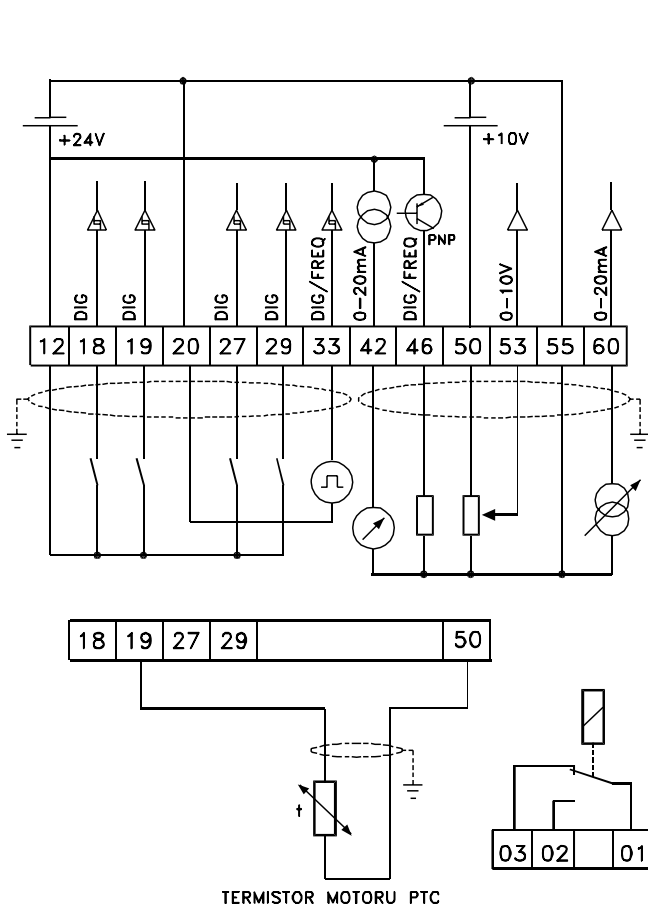 +24V
+10V
PNP
DIG
DIG
DIG
DIG
DIG/FREQ
0-20mA
DIG/FREQ
0-10V
0-20mA
12 18 19 20 27 29 33 42 46 50 53 55 60
18 19 27 29 50
t
03 02 01
TERMISTOR MOTORU PTC